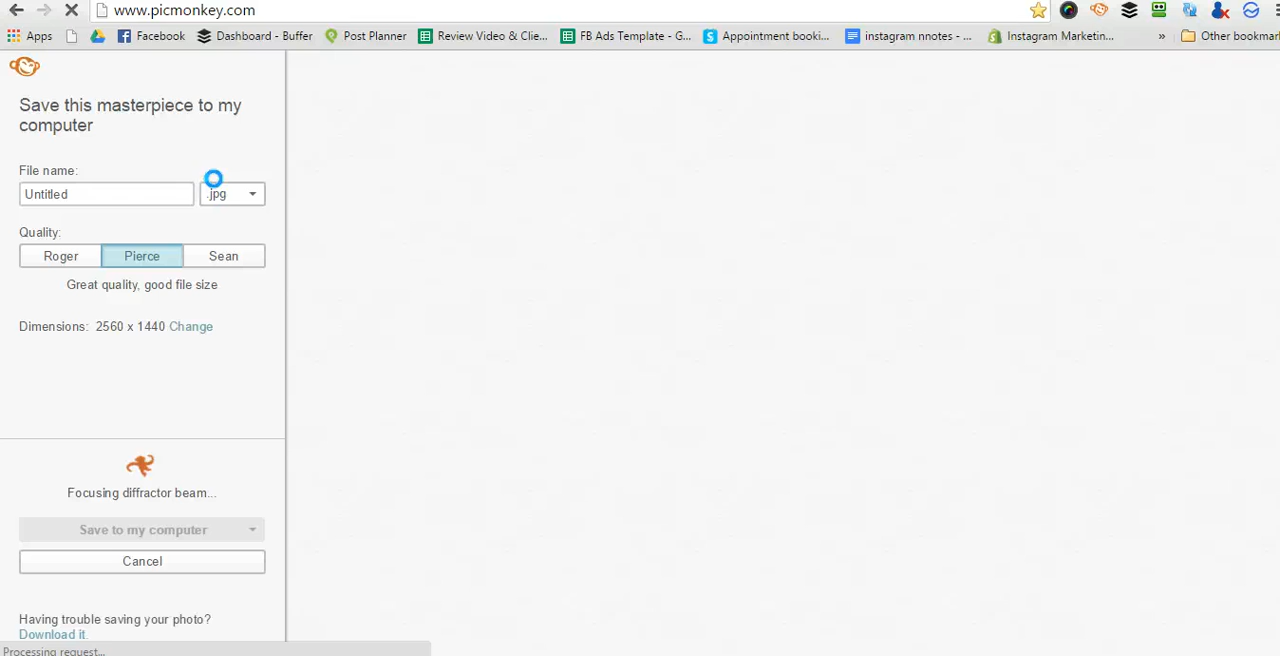 www.picmonkey.com
Apps Facebook Dashboard - Buffer Post Planner Review Video & Clie... FB Ads Template - G... Appointment booki... instagram nnotes - ... Instagram Marketin... » Other bookmar
Save this masterpiece to my
computer
File name:
Untitled .jpg
Quality:
Roger Pierce Sean
Great quality, good file size
Dimensions: 2560 x 1440 Change
Focusing diffractor beam...
Save to my computer
Cancel
Having trouble saving your photo?
Download it.
Processing request...